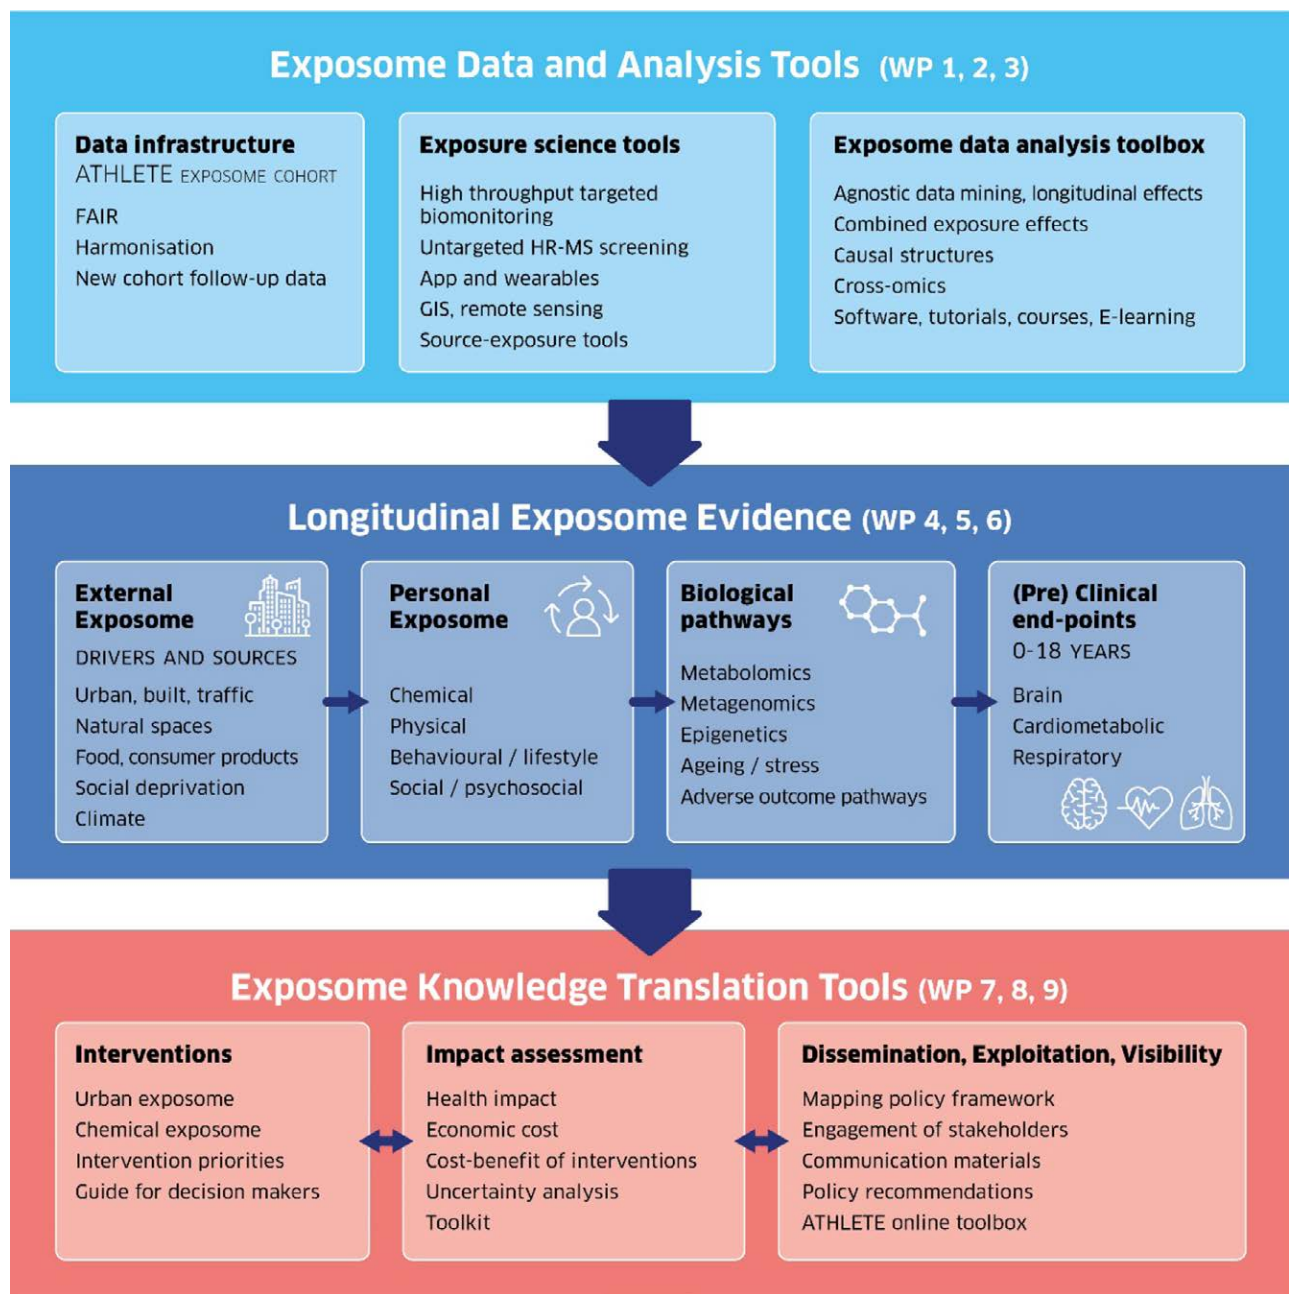 Exposome Data and Analysis Tools (WP 1, 2, 3)
Data infrastructure
ATHLETE EXPOSOME COHORT
FAIR
Harmonisation
New cohort follow-up data
Exposure science tools
High throughput targeted
biomonitoring
Untargeted HR-MS screening
App and wearables
GIS, remote sensing
Source-exposure tools
Exposome data analysis toolbox
Agnostic data mining, longitudinal effects
Combined exposure effects
Causal structures
Cross-omics
Software, tutorials, courses, E-learning
Longitudinal Exposome Evidence (WP 4, 5, 6)
External
Exposome
DRIVERS AND SOURCES
Urban, built, traffic
Natural spaces
Food, consumer products
Social deprivation
Climate
Personal
Exposome
Chemical
Physical
Behavioural / lifestyle
Social / psychosocial
Biological
pathways
Metabolomics
Metagenomics
Epigenetics
Ageing / stress
Adverse outcome pathways
(Pre) Clinical
end-points
0-18 YEARS
Brain
Cardiometabolic
Respiratory
Exposome Knowledge Translation Tools (WP 7, 8, 9)
Interventions
Urban exposome
Chemical exposome
Intervention priorities
Guide for decision makers
Impact assessment
Health impact
Economic cost
Cost-benefit of interventions
Uncertainty analysis
Toolkit
Dissemination, Exploitation, Visibility
Mapping policy framework
Engagement of stakeholders
Communication materials
Policy recommendations
ATHLETE online toolbox